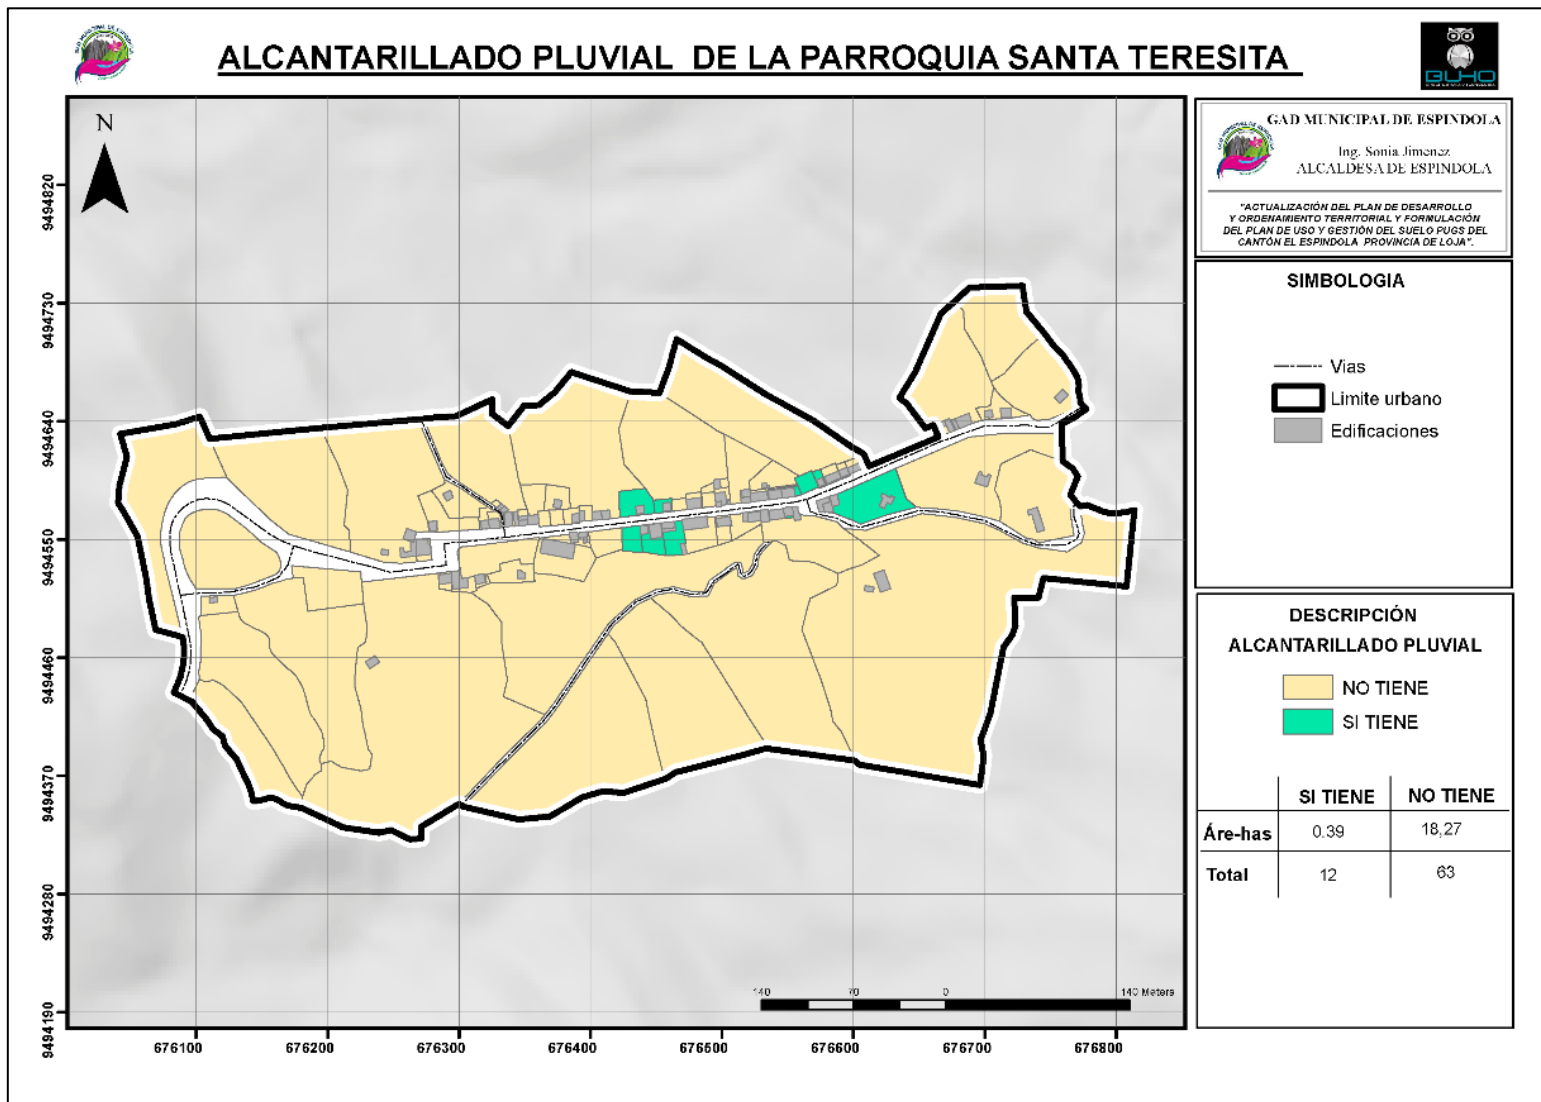 ALCANTARILLADO PLUVIAL DE LA PARROQUIA SANTA TERESITA
BUHO
N
GAD MUNICIPAL DE ESPINDOLA
Ing. Sonia Jimenez
ALCALDESA DE ESPINDOLA
"ACTUALIZACIÓN DEL PLAN DE DESARROLLO
Y ORDENAMIENTO TERRITORIAL Y FORMULACIÓN
DEL PLAN DE USO Y GESTIÓN DEL SUELO PUGS DEL
CANTÓN EL ESPINDOLA PROVINCIA DE LOJA".
SIMBOLOGIA
Vias
Limite urbano
Edificaciones
DESCRIPCIÓN
ALCANTARILLADO PLUVIAL
NO TIENE
SI TIENE
SI TIENE NO TIENE
Áre-has 0.39 18,27
Total 12 63
9494820
9494730
9494640
9494550
9494460
9494370
9494280
9494190
140 70 0 140 Meters
676100 676200 676300 676400 676500 676600 676700 676800